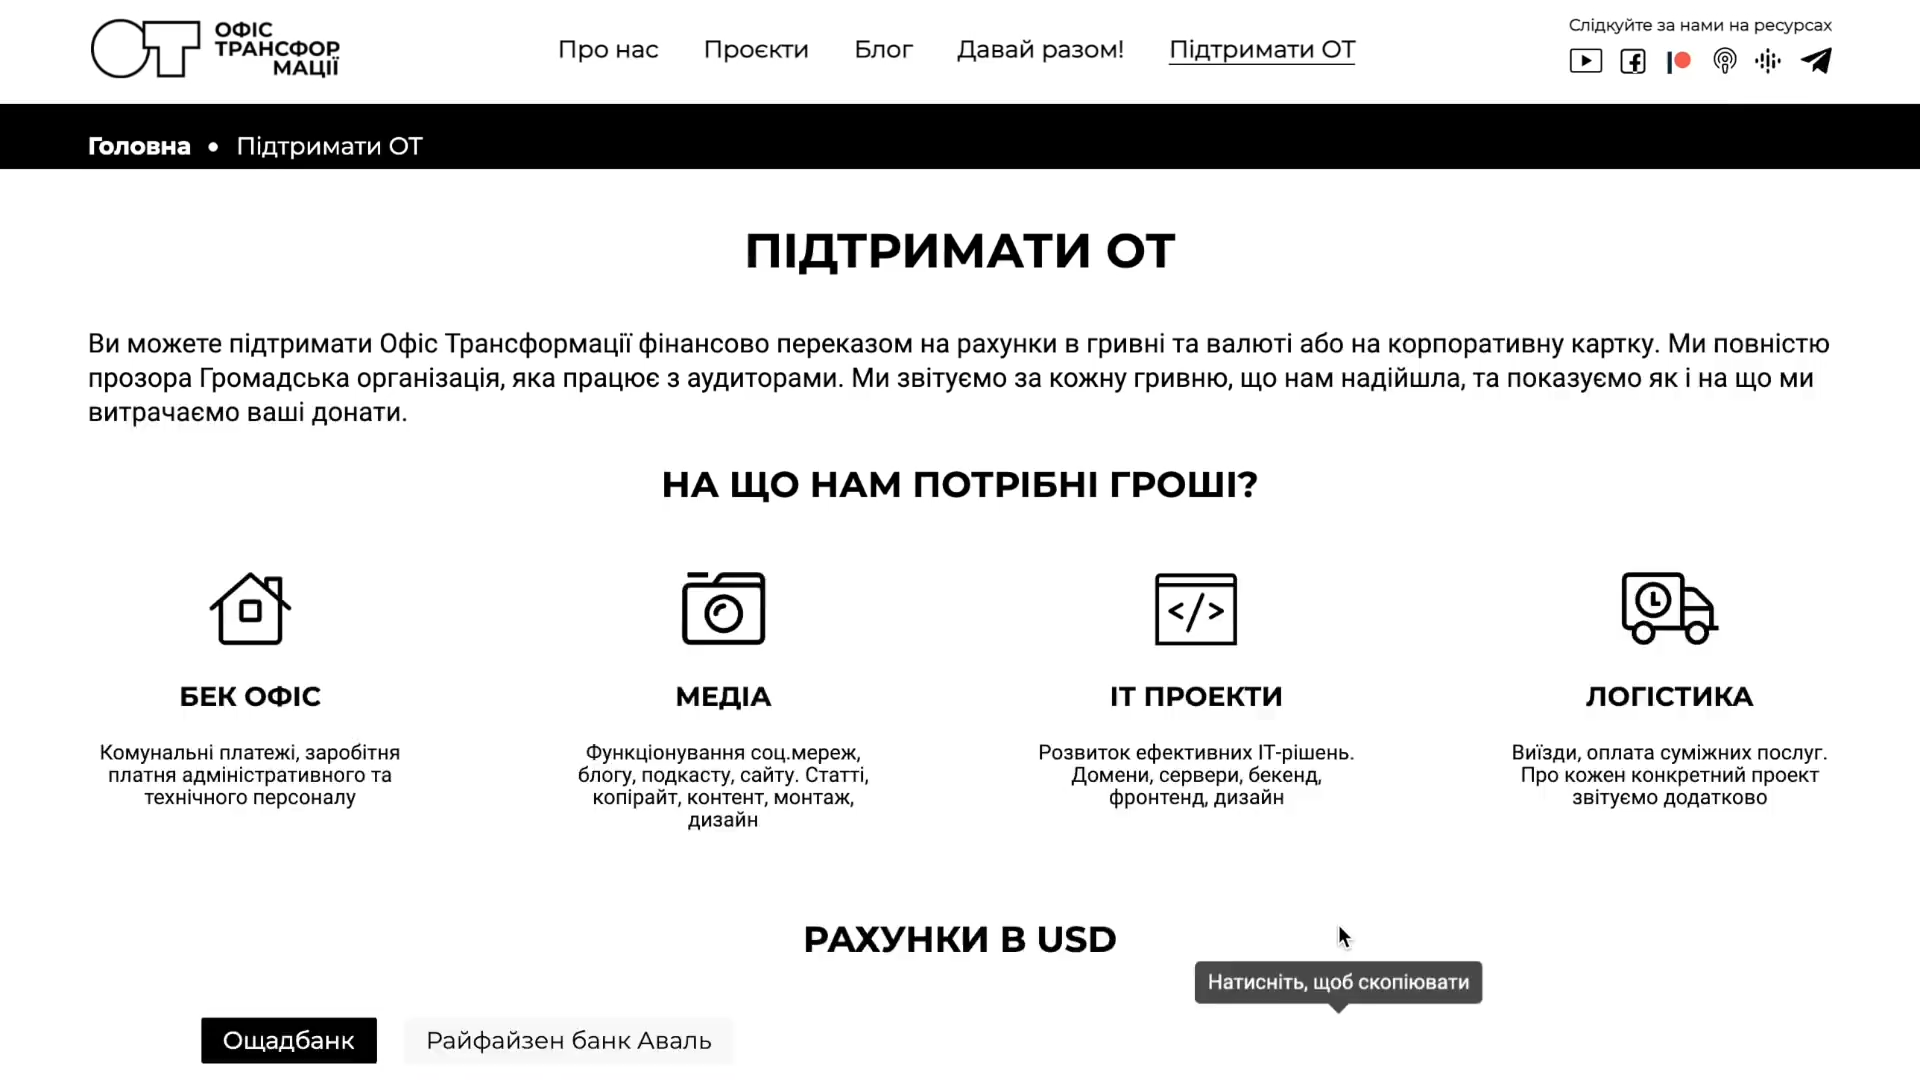 ОТ ОФІС
ТРАНСФОР
МАЦІЇ
Про нас
Проєкти
Блог
Давай разом!
Підтримати ОТ
Слідкуйте за нами на ресурсах
Головна • Підтримати ОТ
ПІДТРИМАТИ ОТ
Ви можете підтримати Офіс Трансформації фінансово переказом на рахунки в гривні та валюті або на корпоративну картку. Ми повністю
прозора Громадська організація, яка працює з аудиторами. Ми звітуємо за кожну гривню, що нам надійшла, та показуємо як і на що ми
витрачаємо ваші донати.
НА ЩО НАМ ПОТРІБНІ ГРОШІ?
</>
БЕК ОФІС
Комунальні платежі, заробітня
платня адміністративного та
технічного персоналу
МЕДІА
Функціонування соц.мереж,
блогу, подкасту, сайту. Статті,
копірайт, контент, монтаж,
дизайн
ІТ ПРОЕКТИ
Розвиток ефективних ІТ-рішень.
Домени, сервери, бекенд,
фронтенд, дизайн
ЛОГІСТИКА
Виїзди, оплата суміжних послуг.
Про кожен конкретний проект
звітуємо додатково
РАХУНКИ В USD
Натисніть, щоб скопіювати
Ощадбанк
Райфайзен банк Аваль